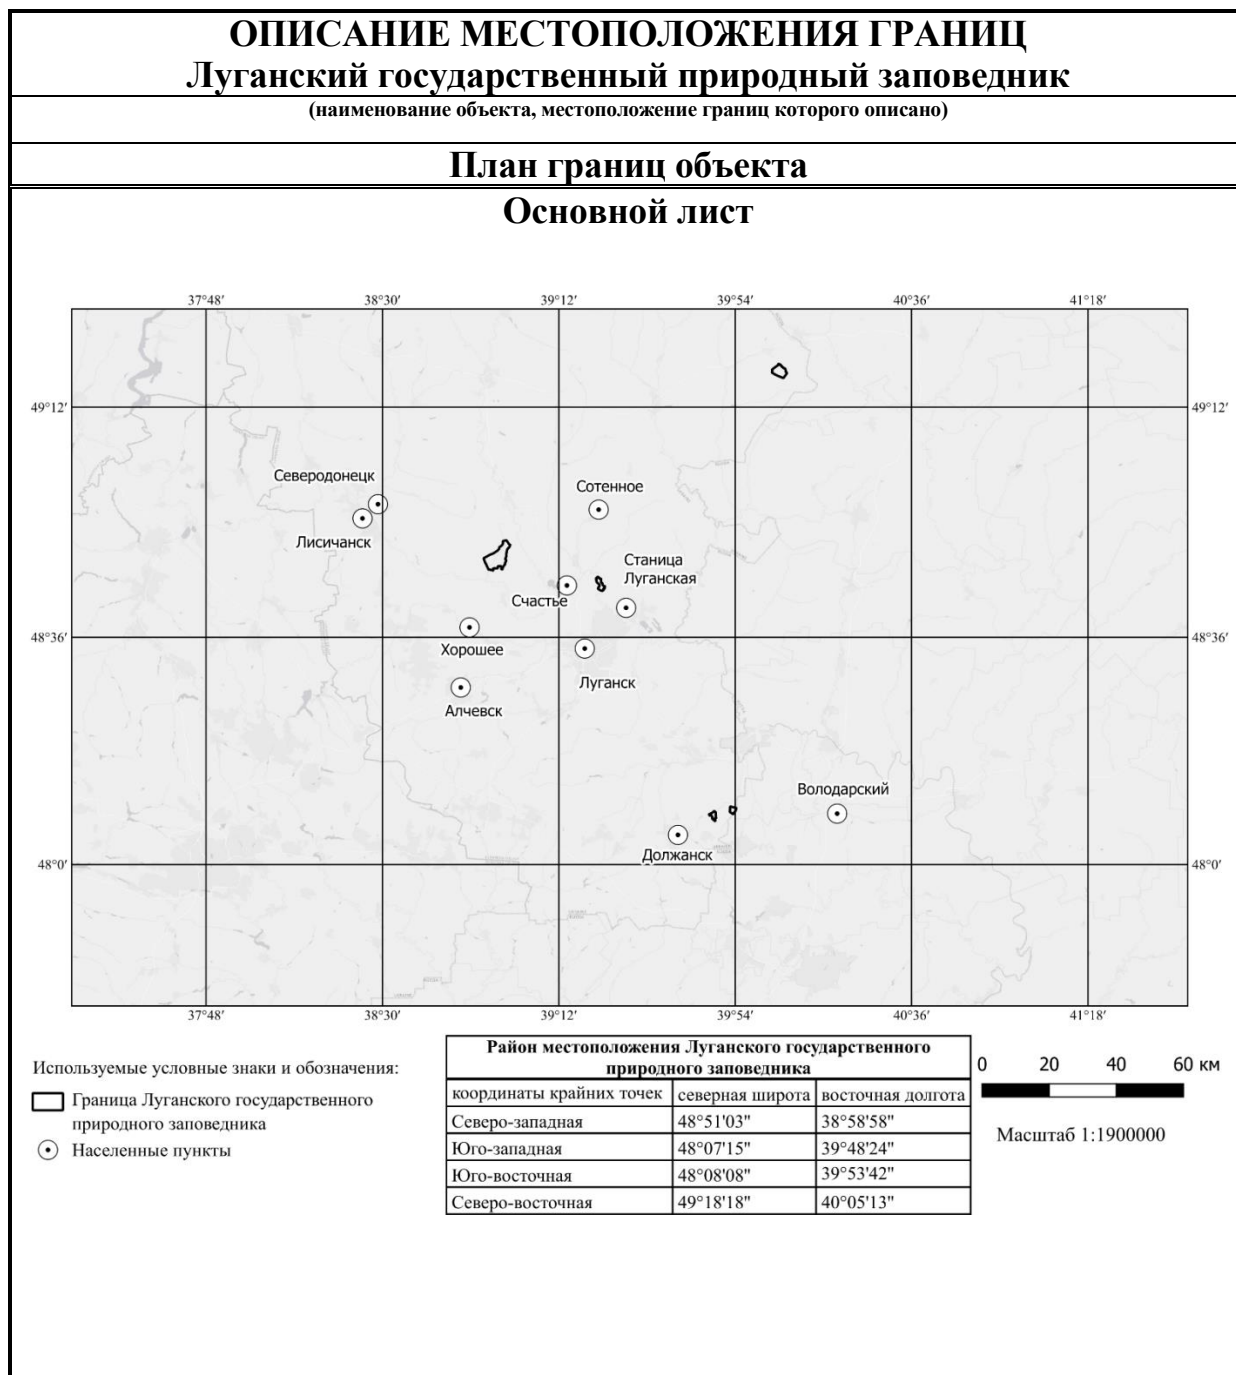 ОПИСАНИЕ МЕСТОПОЛОЖЕНИЯ ГРАНИЦ
Луганский государственный природный заповедник
(наименование объекта, местоположение границ которого описано)
План границ объекта
Основной лист
37°48′ 38°30′ 39°12′ 39°54′ 40°36′ 41°18′
49°12′ 49°12′
Северодонецк
Сотенное
Лисичанск
Станица
Луганская
Счастье
48°36′ 48°36′
Хорошее
Луганск
Алчевск
Володарский
Должанск
48°0′ 48°0′
37°48′ 38°30′ 39°12′ 39°54′ 40°36′ 41°18′
Используемые условные знаки и обозначения:
Граница Луганского государственного
природного заповедника
Населенные пункты
Район местоположения Луганского государственного
природного заповедника
координаты крайних точек северная широта восточная долгота
Северо-западная 48°51'03" 38°58'58"
Юго-западная 48°07'15" 39°48'24"
Юго-восточная 48°08'08" 39°53'42"
Северо-восточная 49°18'18" 40°05'13"
0 20 40 60 км
Масштаб 1:1900000